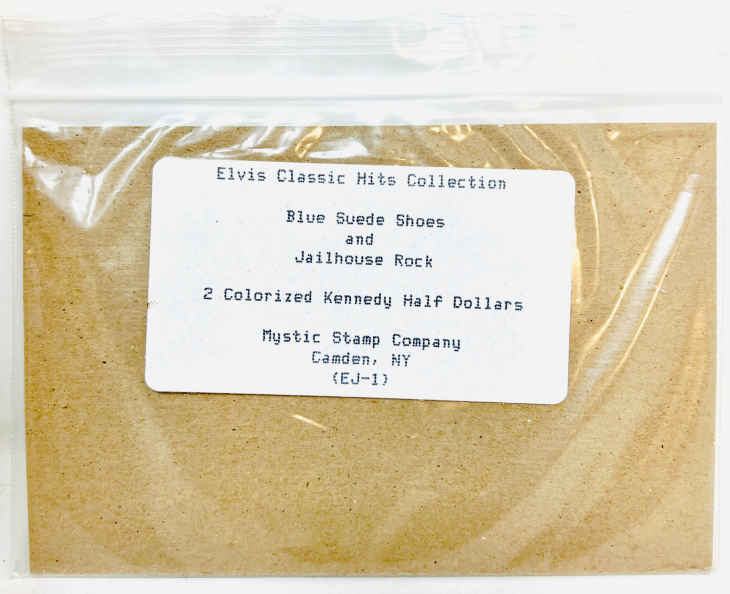 Elvis Classic Hits Collection
Blue Suede Shoes
and
Jailhouse Rock
2 Colorized Kennedy Half Dollars
Mystic Stamp Company
Camden, NY
(EJ-1)